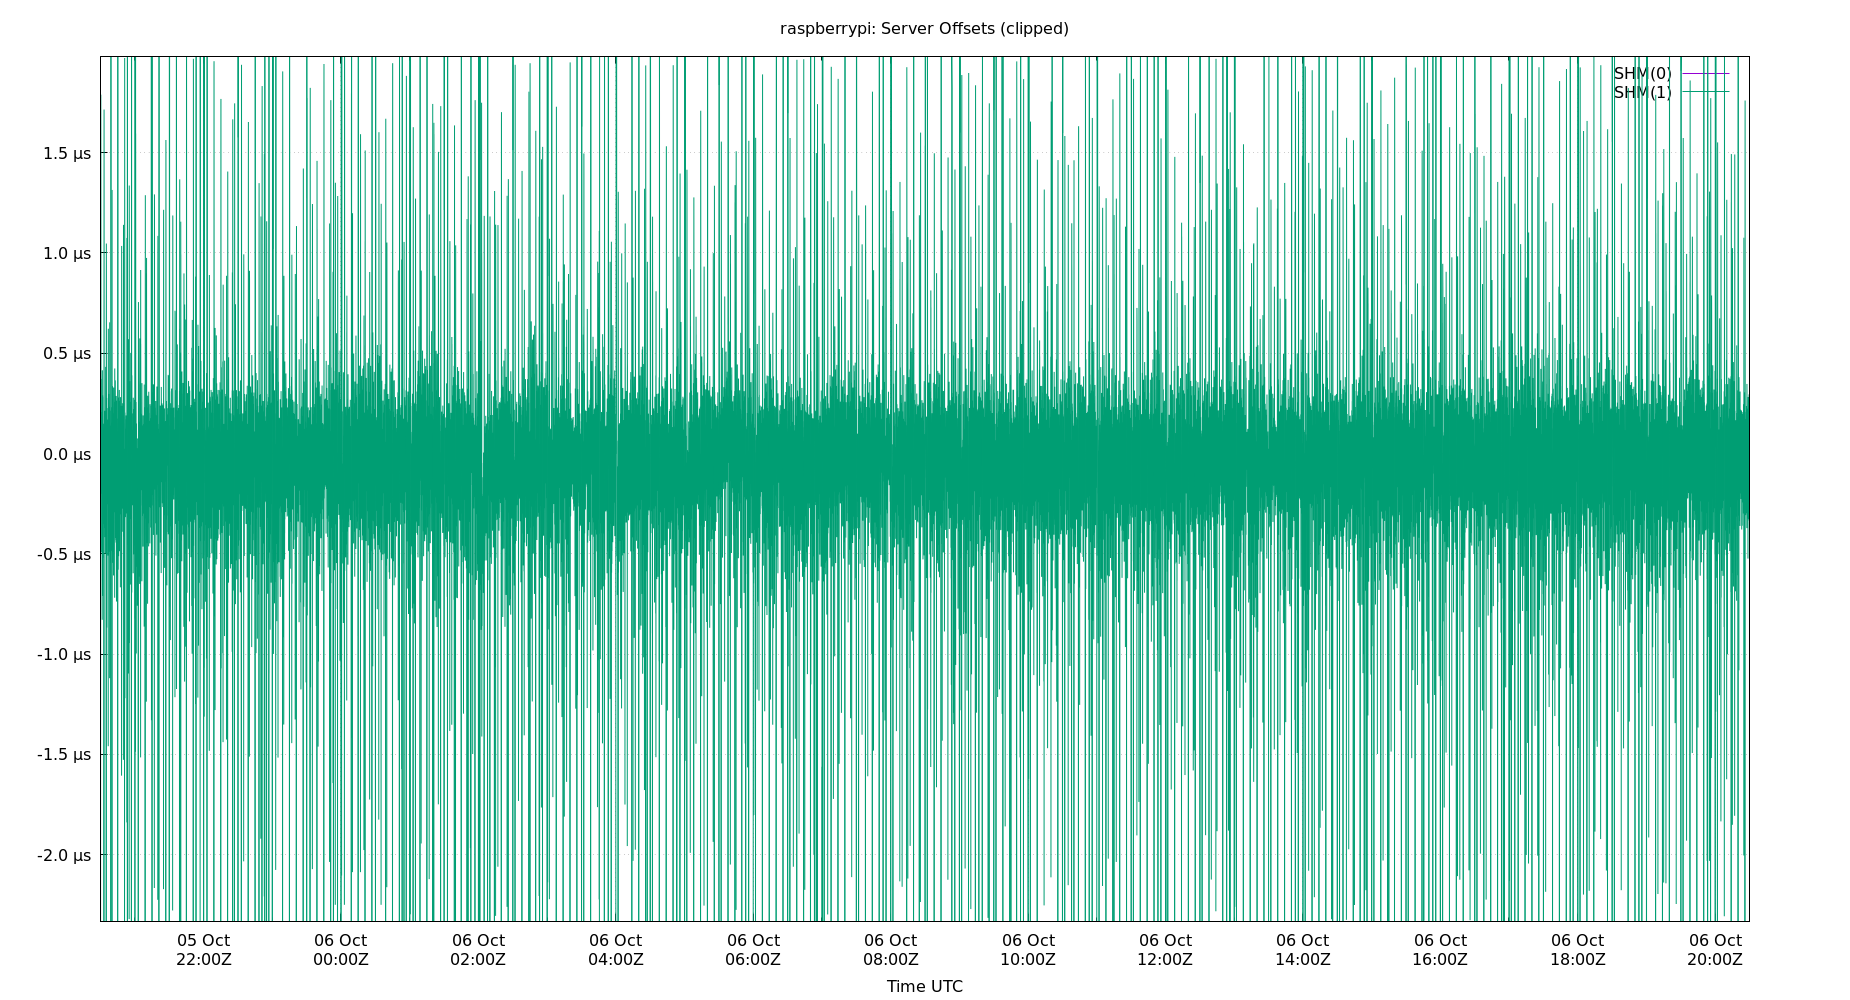 raspberrypi: Server Offsets (clipped)
SHM(0)
SHM(1)
1.5 µs
1.0 µs
0.5 µs
0.0 µs
-0.5 µs
-1.0 µs
-1.5 µs
-2.0 µs
05 Oct 06 Oct 06 Oct 06 Oct 06 Oct 06 Oct 06 Oct 06 Oct 06 Oct 06 Oct 06 Oct 06 Oct
22:00Z 00:00Z 02:00Z 04:00Z 06:00Z 08:00Z 10:00Z 12:00Z 14:00Z 16:00Z 18:00Z 20:00Z
Time UTC